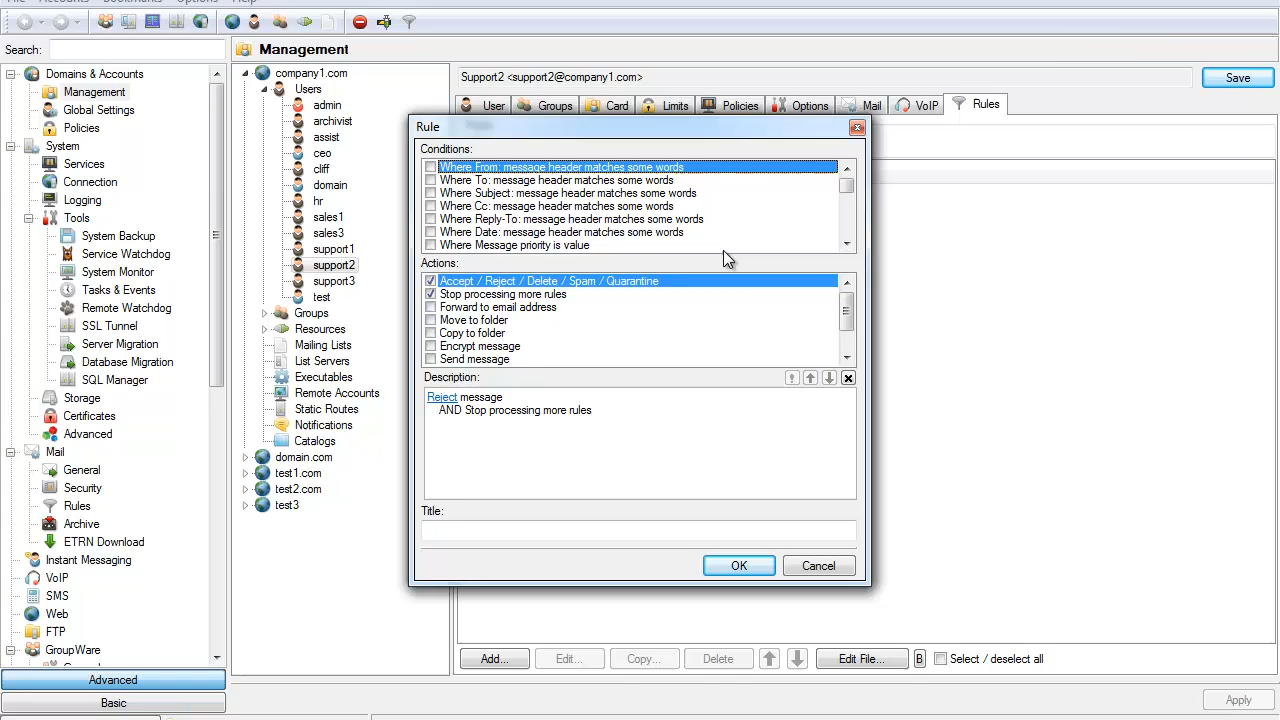 File Accounts Bookmarks Options Help
Search:
Domains & Accounts
Management
Global Settings
Policies
System
Services
Connection
Logging
Tools
System Backup
Service Watchdog
System Monitor
Tasks & Events
Remote Watchdog
SSL Tunnel
Server Migration
Database Migration
SQL Manager
Storage
Certificates
Advanced
Mail
General
Security
Rules
Archive
ETRN Download
Instant Messaging
VoIP
SMS
Web
FTP
GroupWare
Advanced
Basic
Management
company1.com
Users
admin
archivist
assist
ceo
cliff
domain
hr
sales1
sales3
support1
support2
support3
test
Groups
Resources
Mailing Lists
List Servers
Executables
Remote Accounts
Static Routes
Notifications
Catalogs
domain.com
test1.com
test2.com
test3
Support2 <support2@company1.com>
Save
User Groups Card Limits Policies Options Mail VoIP Rules
Rule
Conditions:
Where From: message header matches some words
Where To: message header matches some words
Where Subject: message header matches some words
Where Cc: message header matches some words
Where Reply-To: message header matches some words
Where Date: message header matches some words
Where Message priority is value
Actions:
Accept / Reject / Delete / Spam / Quarantine
Stop processing more rules
Forward to email address
Move to folder
Copy to folder
Encrypt message
Send message
Description:
Reject message
AND Stop processing more rules
Title:
OK Cancel
Add... Edit... Copy... Delete Edit File... B Select / deselect all
Apply